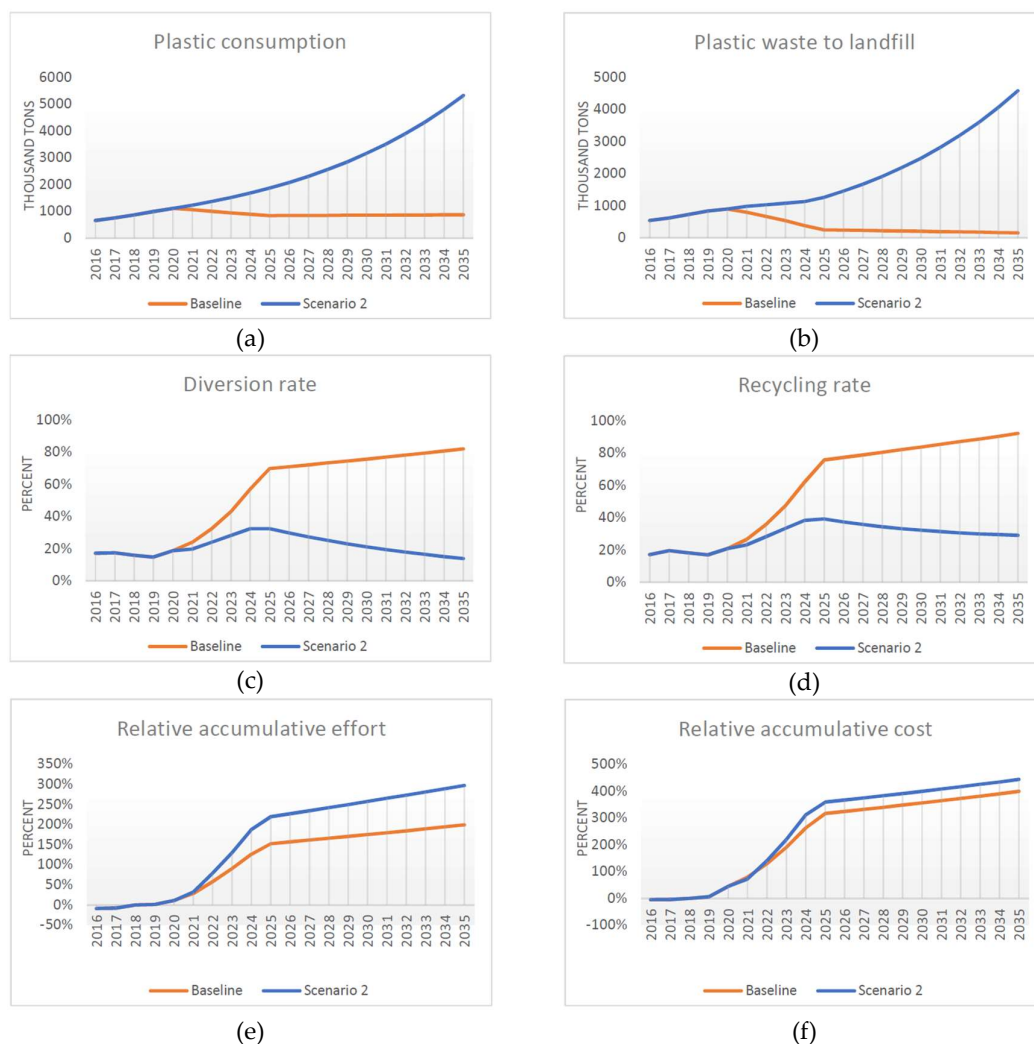 Plastic consumption
THOUSAND TONS
6000
5000
4000
3000
2000
1000
0
2016 2017 2018 2019 2020 2021 2022 2023 2024 2025 2026 2027 2028 2029 2030 2031 2032 2033 2034 2035
Baseline Scenario 2
(a)
Plastic waste to landfill
THOUSAND TONS
5000
4000
3000
2000
1000
0
2016 2017 2018 2019 2020 2021 2022 2023 2024 2025 2026 2027 2028 2029 2030 2031 2032 2033 2034 2035
Baseline Scenario 2
(b)
Diversion rate
PERCENT
100%
80%
60%
40%
20%
0%
2016 2017 2018 2019 2020 2021 2022 2023 2024 2025 2026 2027 2028 2029 2030 2031 2032 2033 2034 2035
Baseline Scenario 2
(c)
Recycling rate
PERCENT
100%
80%
60%
40%
20%
0%
2016 2017 2018 2019 2020 2021 2022 2023 2024 2025 2026 2027 2028 2029 2030 2031 2032 2033 2034 2035
Baseline Scenario 2
(d)
Relative accumulative effort
PERCENT
350%
300%
250%
200%
150%
100%
50%
0%
-50%
2016 2017 2018 2019 2020 2021 2022 2023 2024 2025 2026 2027 2028 2029 2030 2031 2032 2033 2034 2035
Baseline Scenario 2
(e)
Relative accumulative cost
PERCENT
500%
400%
300%
200%
100%
0%
-100%
2016 2017 2018 2019 2020 2021 2022 2023 2024 2025 2026 2027 2028 2029 2030 2031 2032 2033 2034 2035
Baseline Scenario 2
(f)